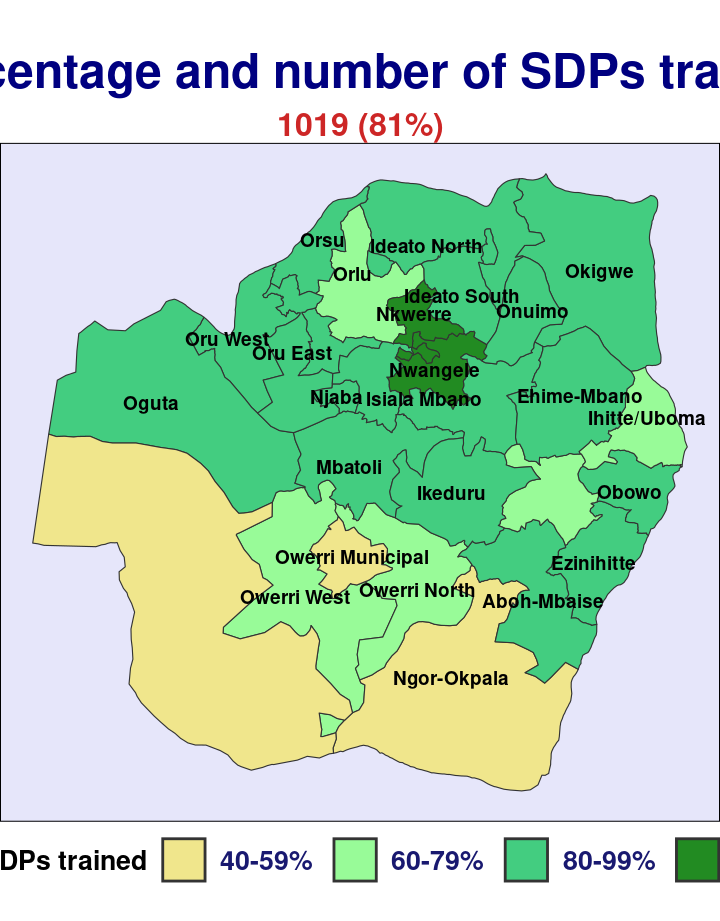 centage and number of SDPs tra
1019 (81%)
Orsu
Ideato North
Orlu
Okigwe
Ideato South
Nkwerre
Onuimo
Oru West
Oru East
Nwangele
Njaba
Isiala Mbano
Ehime-Mbano
Oguta
Ihitte/Uboma
Mbatoli
Ikeduru
Obowo
Owerri Municipal
Ezinihitte
Owerri West
Owerri North
Aboh-Mbaise
Ngor-Okpala
DPs trained 40-59% 60-79% 80-99%